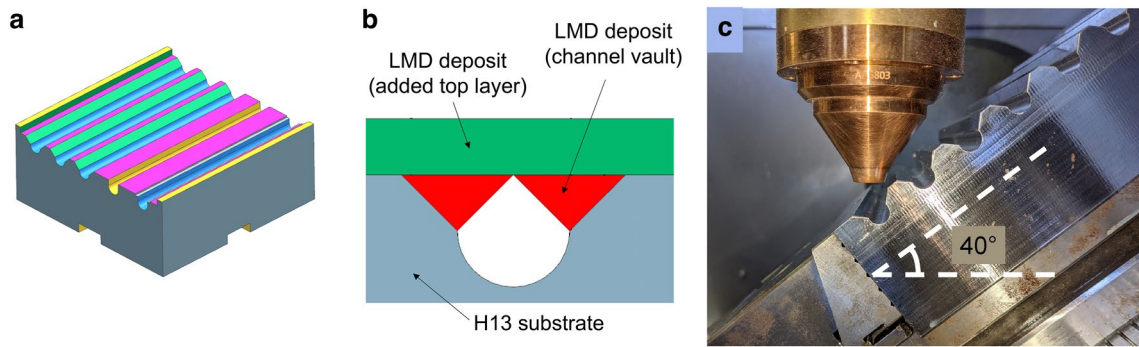 a
b
LMD deposit
(added top layer)
LMD deposit
(channel vault)
H13 substrate
c
40°